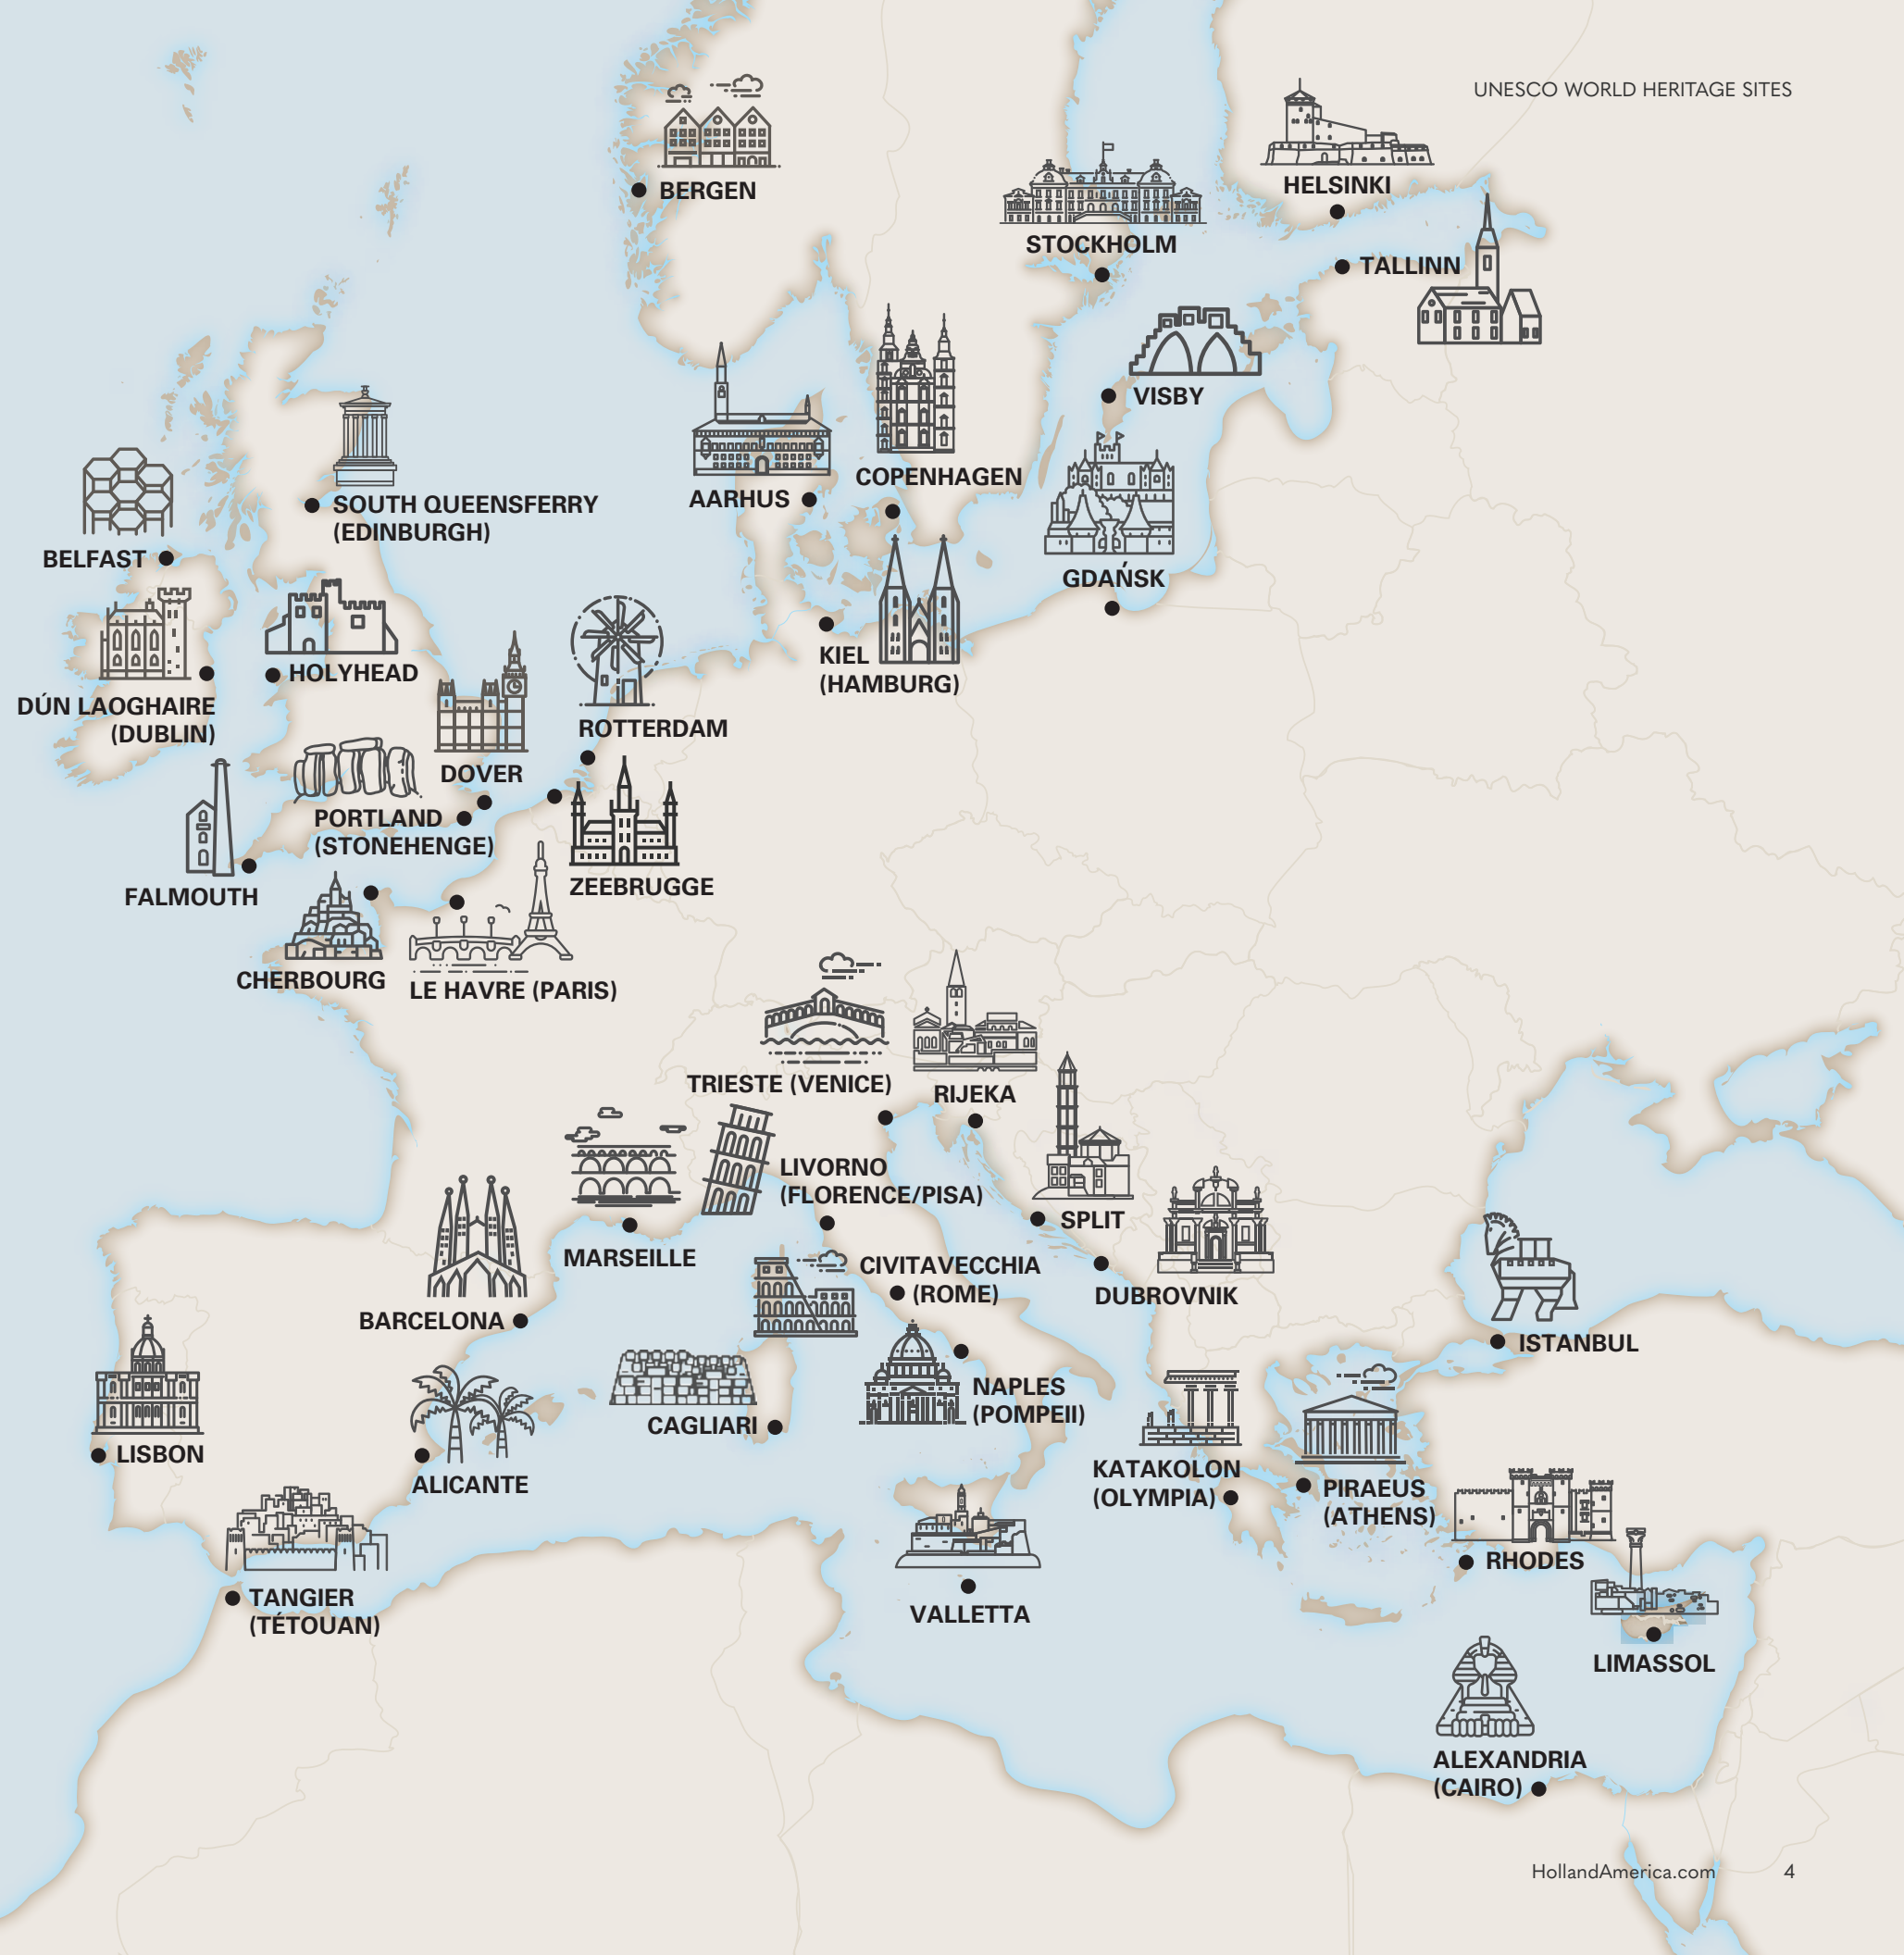 UNESCO WORLD HERITAGE SITES
BERGEN
HELSINKI
STOCKHOLM
TALLINN
VISBY
COPENHAGEN
AARHUS
SOUTH QUEENSFERRY
(EDINBURGH)
BELFAST
GDAŃSK
KIEL
(HAMBURG)
HOLYHEAD
DÚN LAOGHAIRE
(DUBLIN)
ROTTERDAM
DOVER
PORTLAND
(STONEHENGE)
ZEEBRUGGE
FALMOUTH
CHERBOURG
LE HAVRE (PARIS)
TRIESTE (VENICE)
RIJEKA
LIVORNO
(FLORENCE/PISA)
SPLIT
MARSEILLE
CIVITAVECCHIA
(ROME)
DUBROVNIK
BARCELONA
ISTANBUL
NAPLES
(POMPEII)
CAGLIARI
LISBON
ALICANTE
KATAKOLON
(OLYMPIA)
PIRAEUS
(ATHENS)
RHODES
TANGIER
(TÉTOUAN)
VALLETTA
LIMASSOL
ALEXANDRIA
(CAIRO)
HollandAmerica.com 4